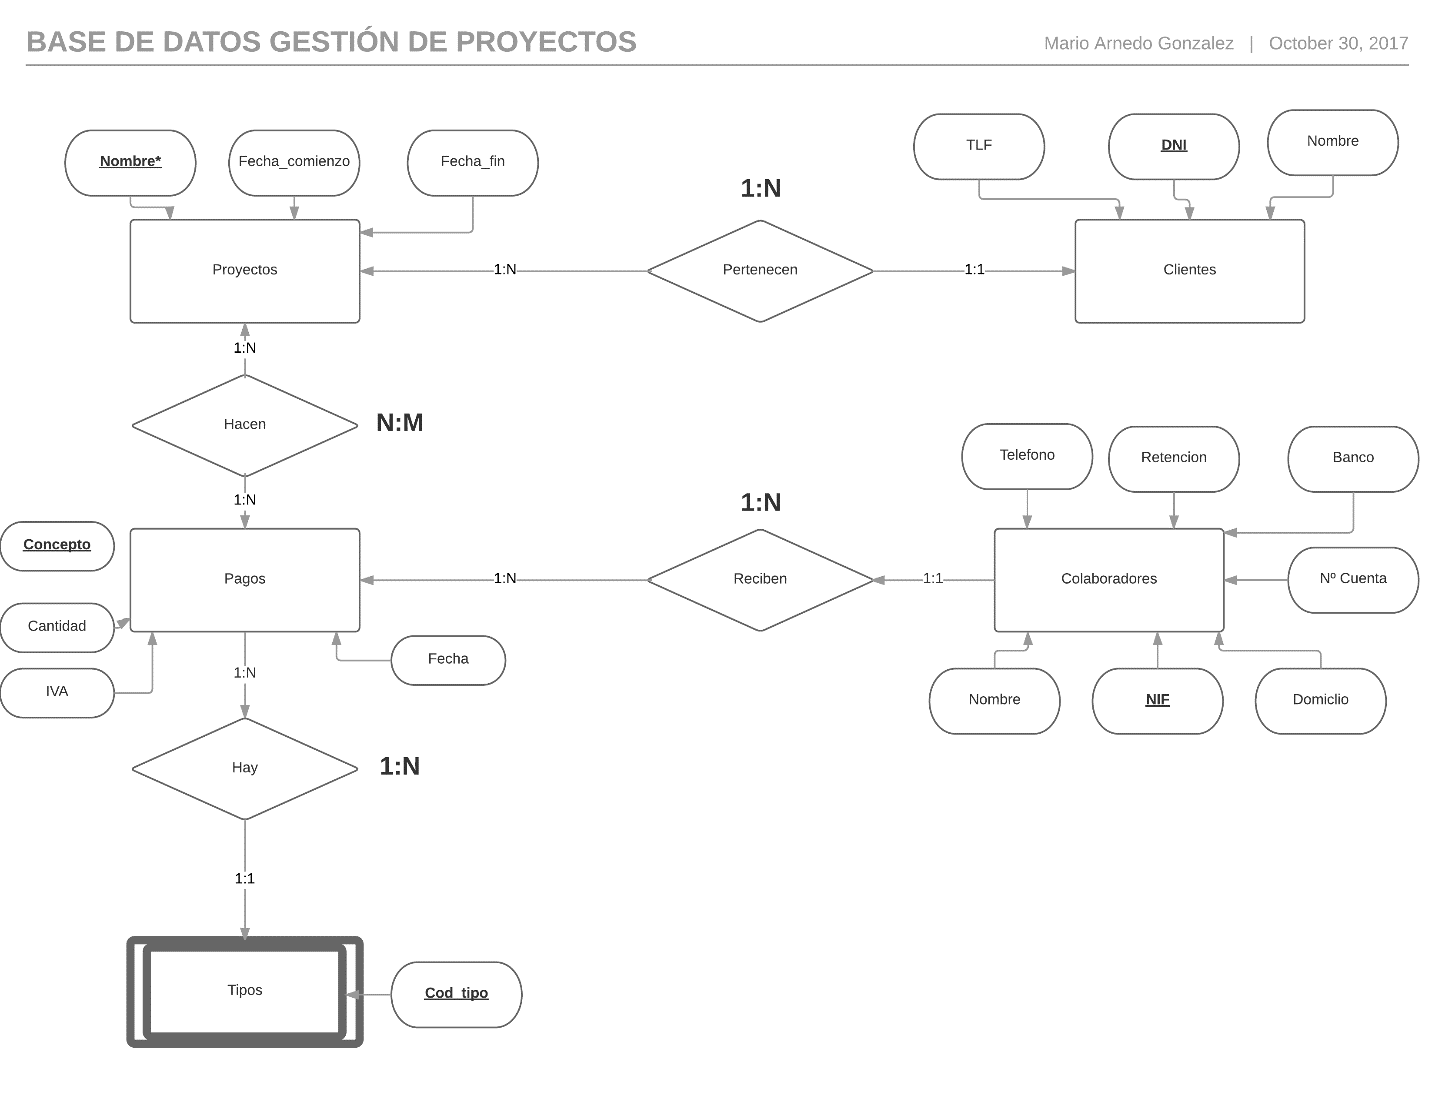 BASE DE DATOS GESTIÓN DE PROYECTOS
Mario Arnedo Gonzalez | October 30, 2017
Nombre*
Fecha_comienzo
Fecha_fin
TLF
DNI
Nombre
1:N
Proyectos
1:N
Pertenecen
1:1
Clientes
1:N
Hacen
N:M
Telefono
Retencion
Banco
1:N
1:N
Concepto
Pagos
1:N
Reciben
1:1
Colaboradores
Nº Cuenta
Cantidad
IVA
1:N
Fecha
Nombre
NIF
Domiclio
Hay
1:N
1:1
Tipos
Cod_tipo